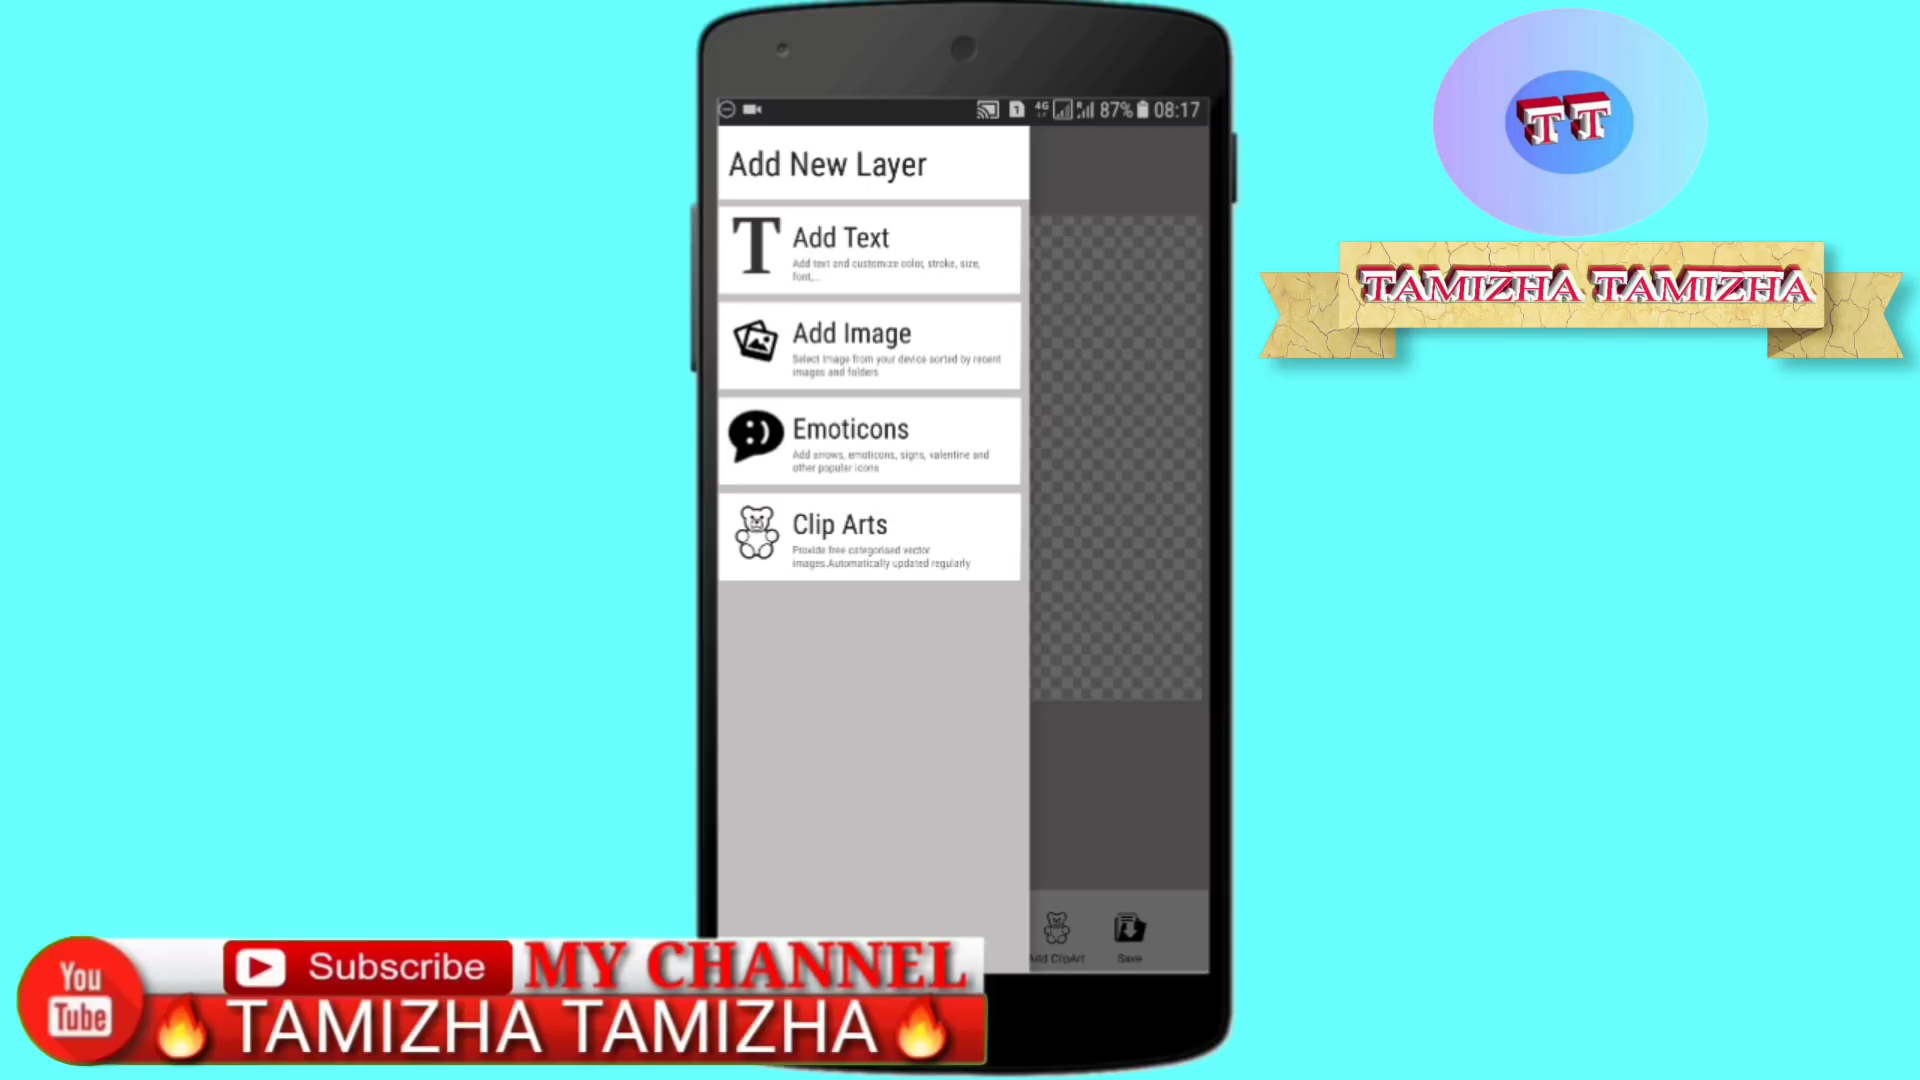 4G 87% 08:17
Add New Layer
Add Text
Add text and customize color, stroke, size,
font,...
Add Image
Select image from your device sorted by recent
images and folders
Emoticons
Add arrows, emoticons, signs, valentine and
other popular icons
Clip Arts
Provide free categorised vector
images.Automatically updated regularly
Add ClipArt
Save
TT
TAMIZHA TAMIZHA
You
Tube
Subscribe
MY CHANNEL
TAMIZHA TAMIZHA